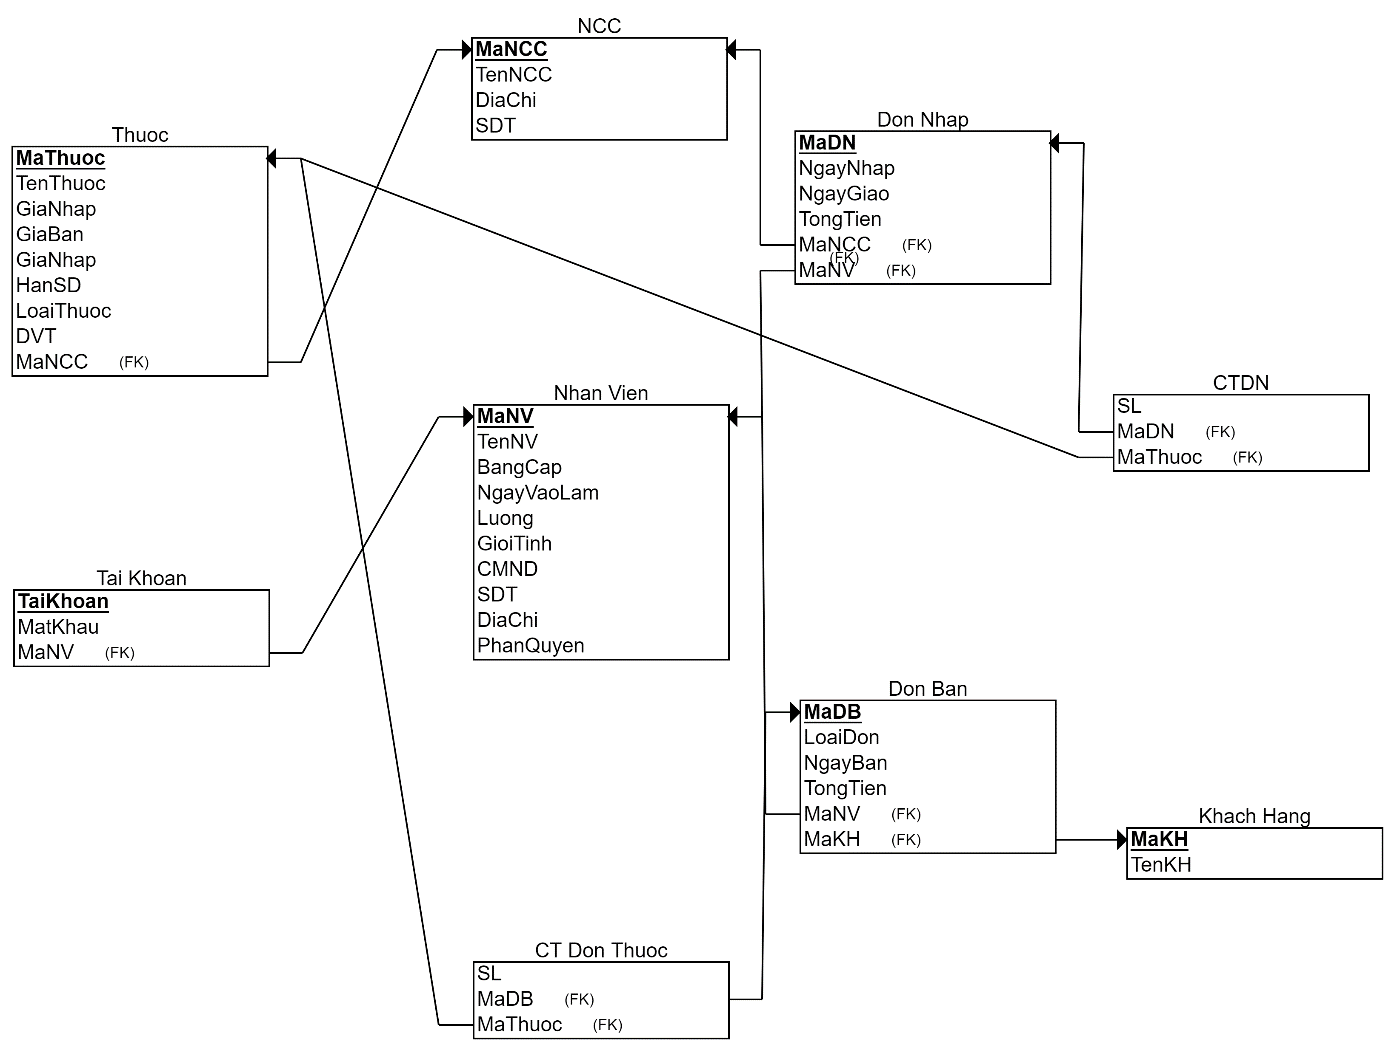 NCC
MaNCC
TenNCC
DiaChi
SDT
Thuoc
MaThuoc
TenThuoc
GiaNhap
GiaBan
GiaNhap
HanSD
LoaiThuoc
DVT
MaNCC (FK)
Don Nhap
MaDN
NgayNhap
NgayGiao
TongTien
MaNCC (FK)
(FK)
MaNV (FK)
CTDN
SL
MaDN (FK)
MaThuoc (FK)
Nhan Vien
MaNV
TenNV
BangCap
NgayVaoLam
Luong
GioiTinh
CMND
SDT
DiaChi
PhanQuyen
Tai Khoan
TaiKhoan
MatKhau
MaNV (FK)
Don Ban
MaDB
LoaiDon
NgayBan
TongTien
MaNV (FK)
MaKH (FK)
Khach Hang
MaKH
TenKH
CT Don Thuoc
SL
MaDB (FK)
MaThuoc (FK)